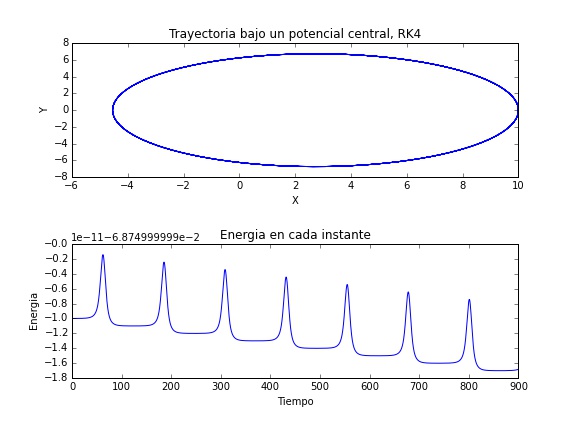 Trayectoria bajo un potencial central, RK4
8
6
4
2
0
−2
−4
−6
−8
Y
−6 −4 −2 0 2 4 6 8 10
X
1e−11−6.874999999e−2
Energia en cada instante
−0.0
−0.2
−0.4
−0.6
−0.8
−1.0
−1.2
−1.4
−1.6
−1.8
Energia
0 100 200 300 400 500 600 700 800 900
Tiempo